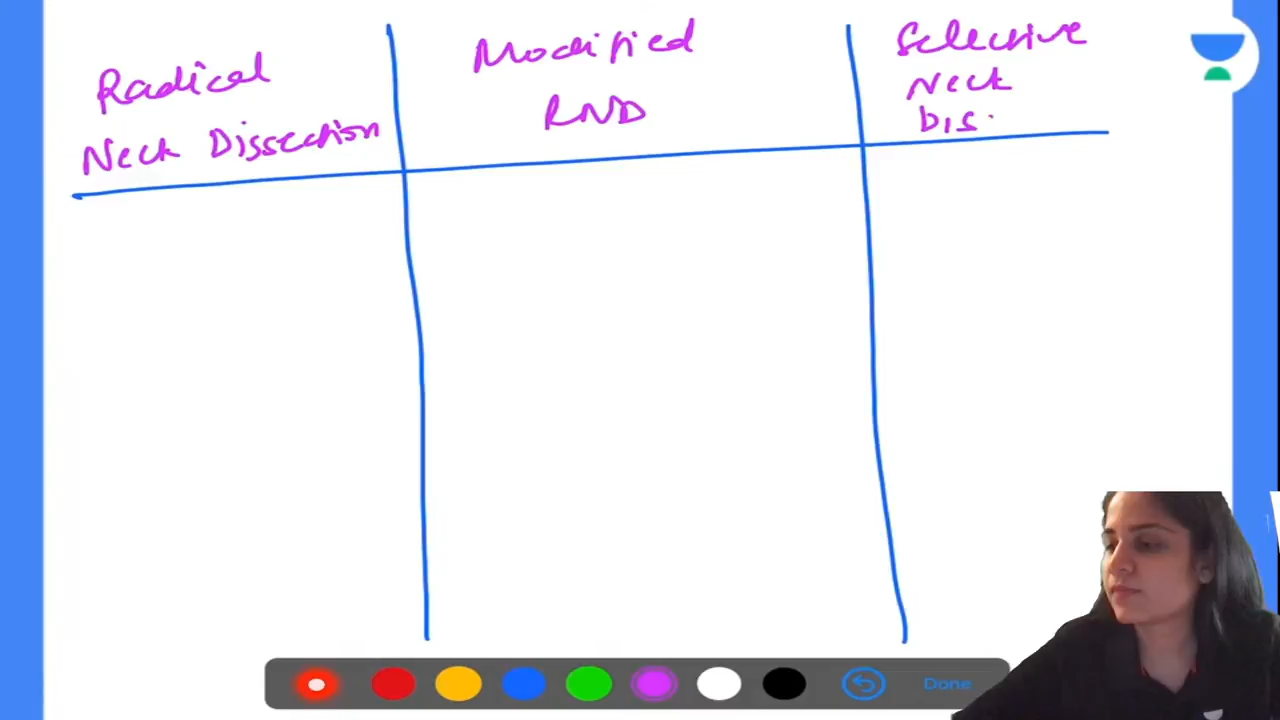 Radical
Neck Dissection
Modified
RND
Selective
Neck
Dis.
Done